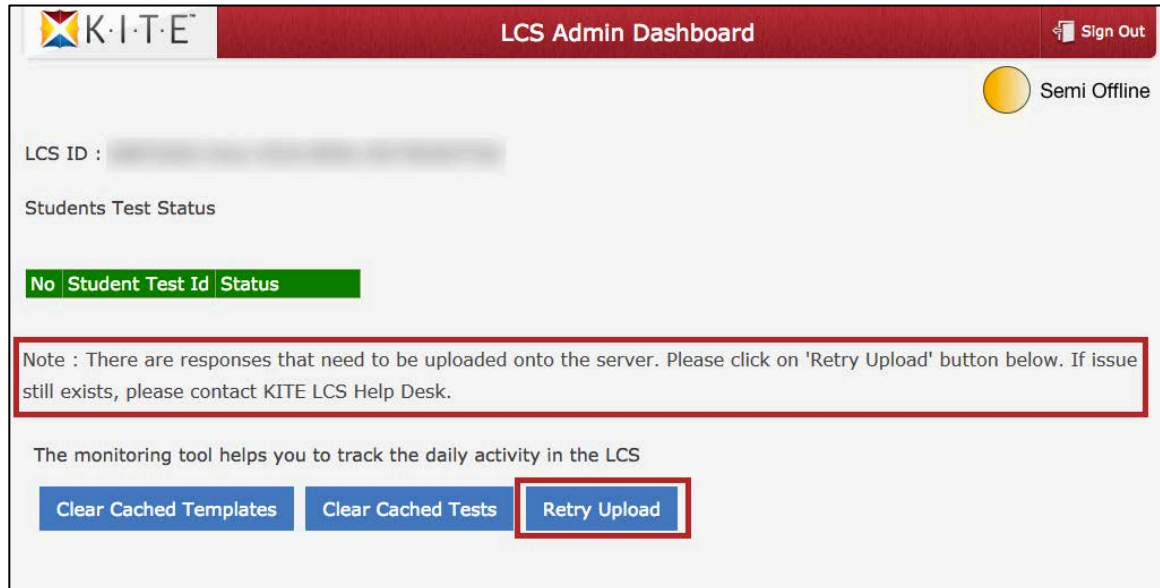 K·I·T·E™
LCS Admin Dashboard
Sign Out
Semi Offline
LCS ID :
Students Test Status
No Student Test Id Status
Note : There are responses that need to be uploaded onto the server. Please click on 'Retry Upload' button below. If issue
still exists, please contact KITE LCS Help Desk.
The monitoring tool helps you to track the daily activity in the LCS
Clear Cached Templates Clear Cached Tests Retry Upload